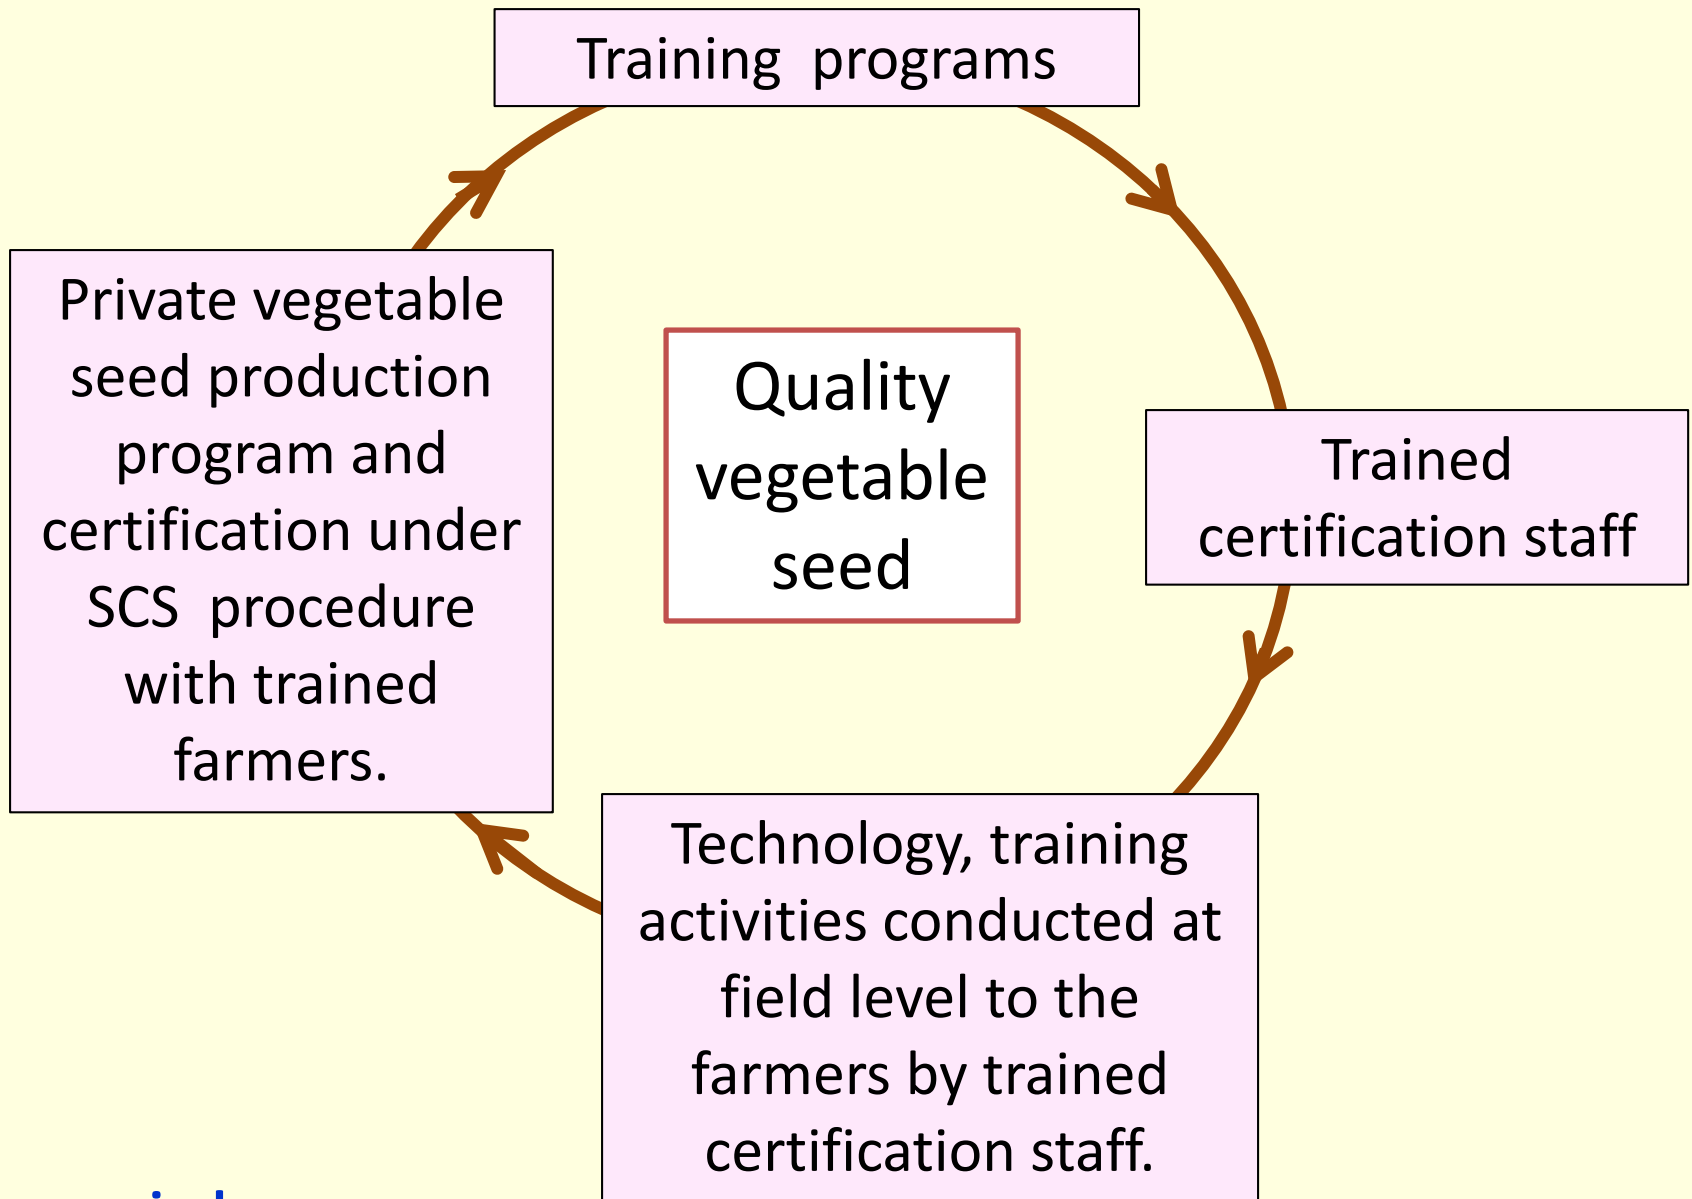 Training programs
Private vegetable
seed production
program and
certification under
SCS procedure
with trained
farmers.
Quality
vegetable
seed
Trained
certification staff
Technology, training
activities conducted at
field level to the
farmers by trained
certification staff.